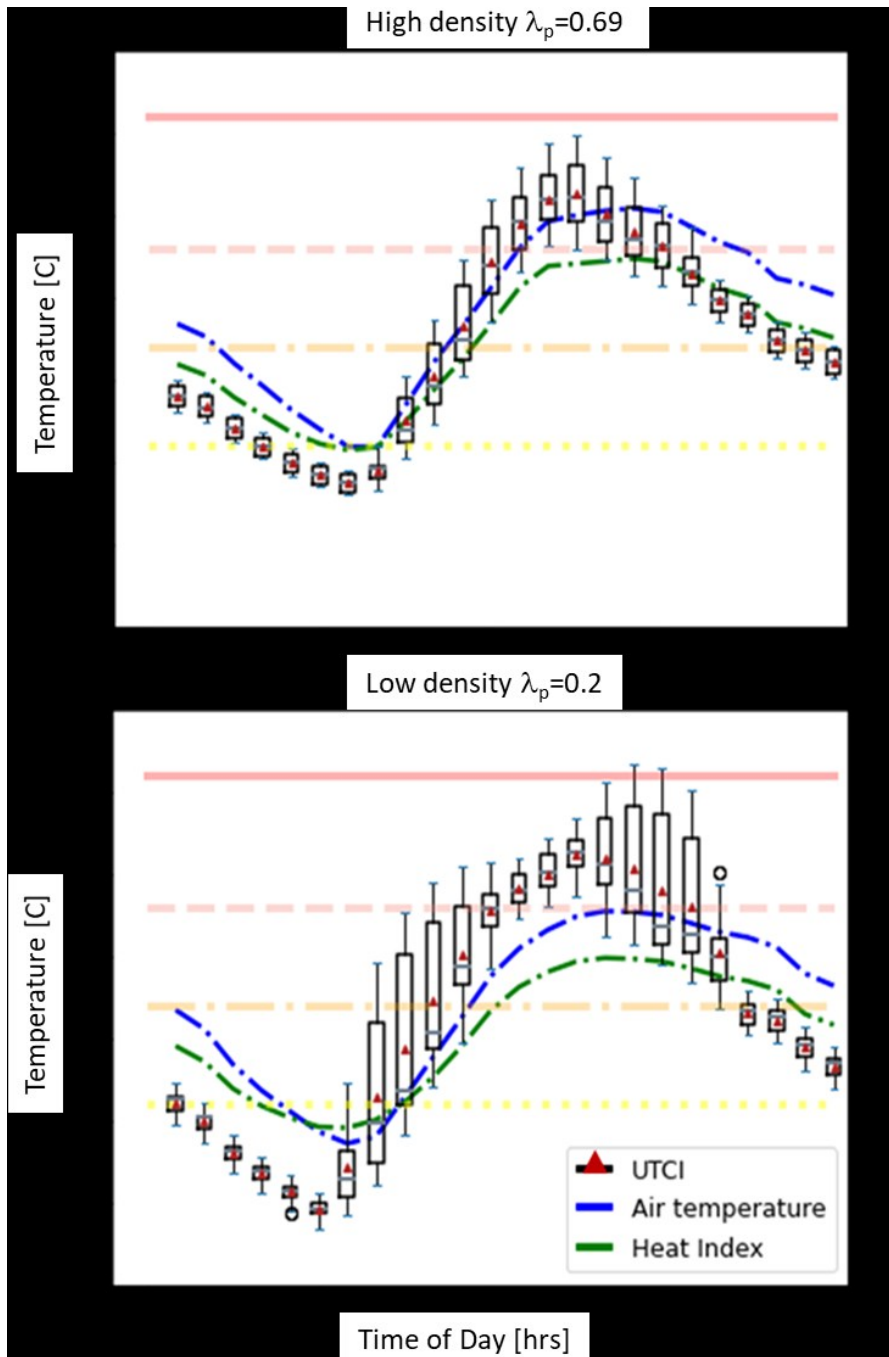 High density λp=0.69
Temperature [C]
Low density λp=0.2
Temperature [C]
UTCI
Air temperature
Heat Index
Time of Day [hrs]